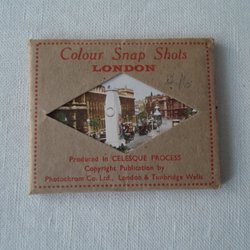 Colour Snap Shots
LONDON
Produced in CELESQUE PROCESS
Copyright Publication by
Photochrom Co. Ltd., London & Tunbridge Wells